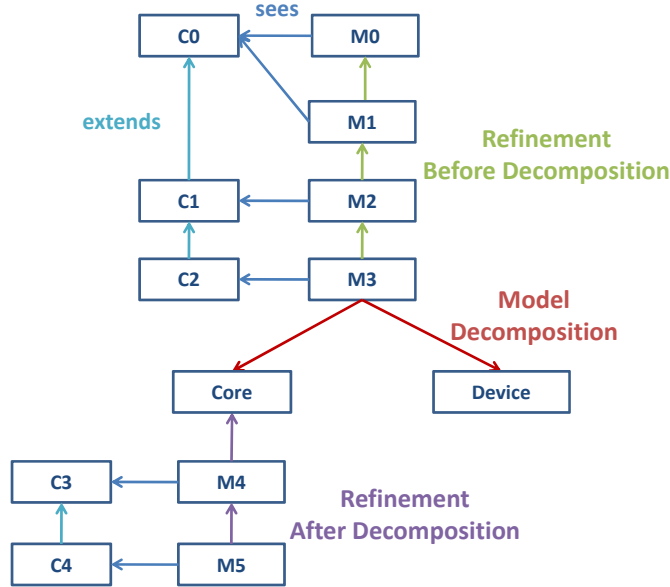 sees
C0
M0
extends
M1
Refinement
Before Decomposition
C1
M2
C2
M3
Model
Decomposition
Core
Device
C3
M4
Refinement
After Decomposition
C4
M5